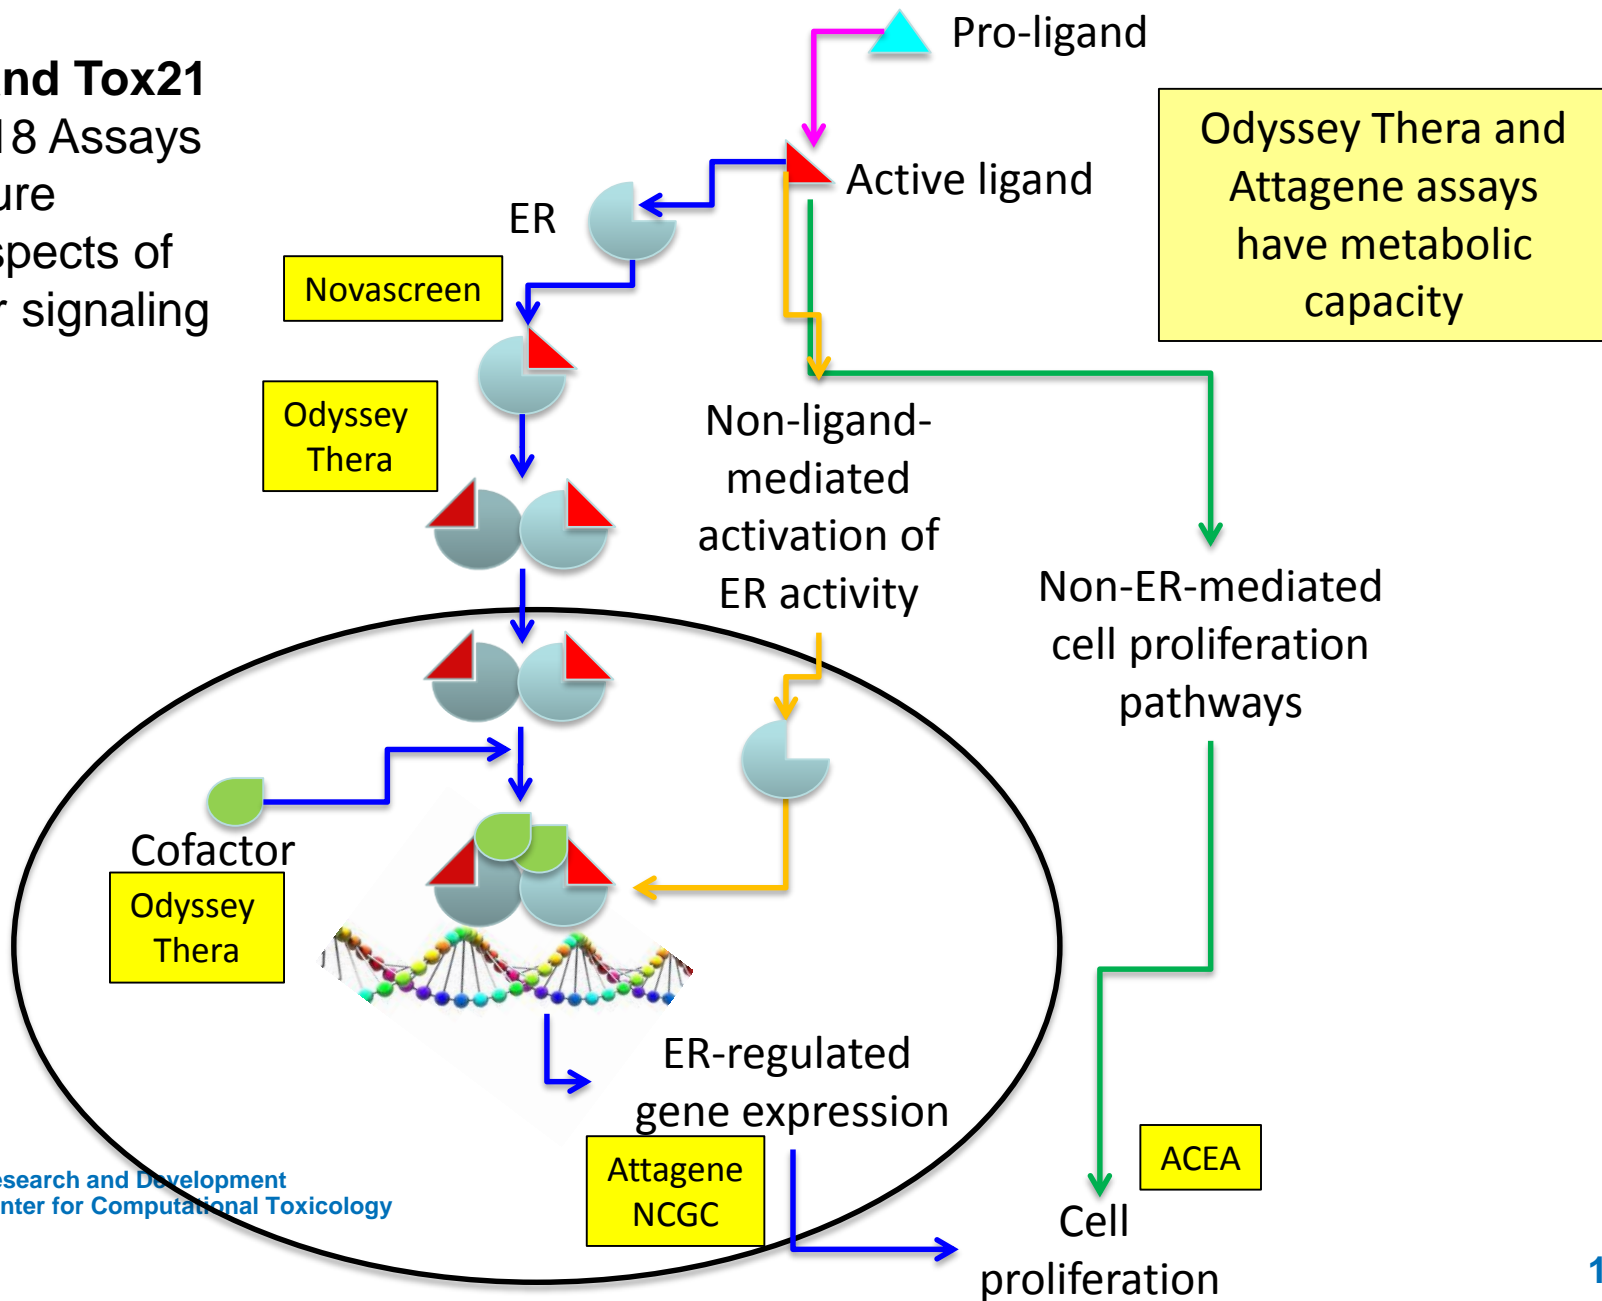 Pro-ligand
nd Tox21
18 Assays
ure
spects of
r signaling
Odyssey Thera and
Attagene assays
have metabolic
capacity
Active ligand
ER
Novascreen
Odyssey
Thera
Non-ligand-
mediated
activation of
ER activity
Non-ER-mediated
cell proliferation
pathways
Cofactor
Odyssey
Thera
ER-regulated
gene expression
Attagene
NCGC
ACEA
esearch and Development
nter for Computational Toxicology
Cell
proliferation
1